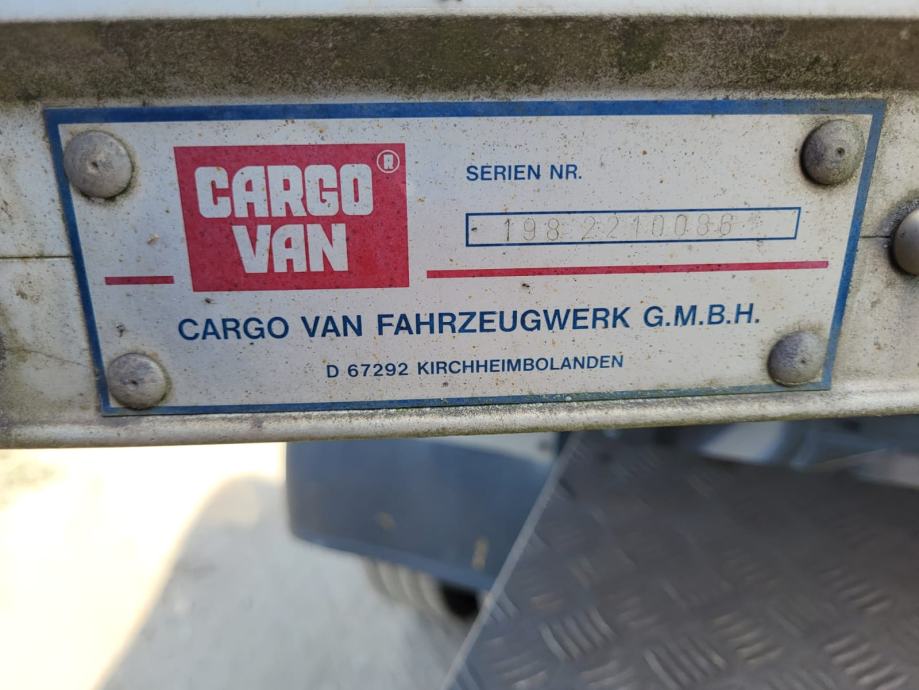 CARGO®
VAN
SERIEN NR.
198 2210086
CARGO VAN FAHRZEUGWERK G.M.B.H.
D 67292 KIRCHHEIMBOLANDEN